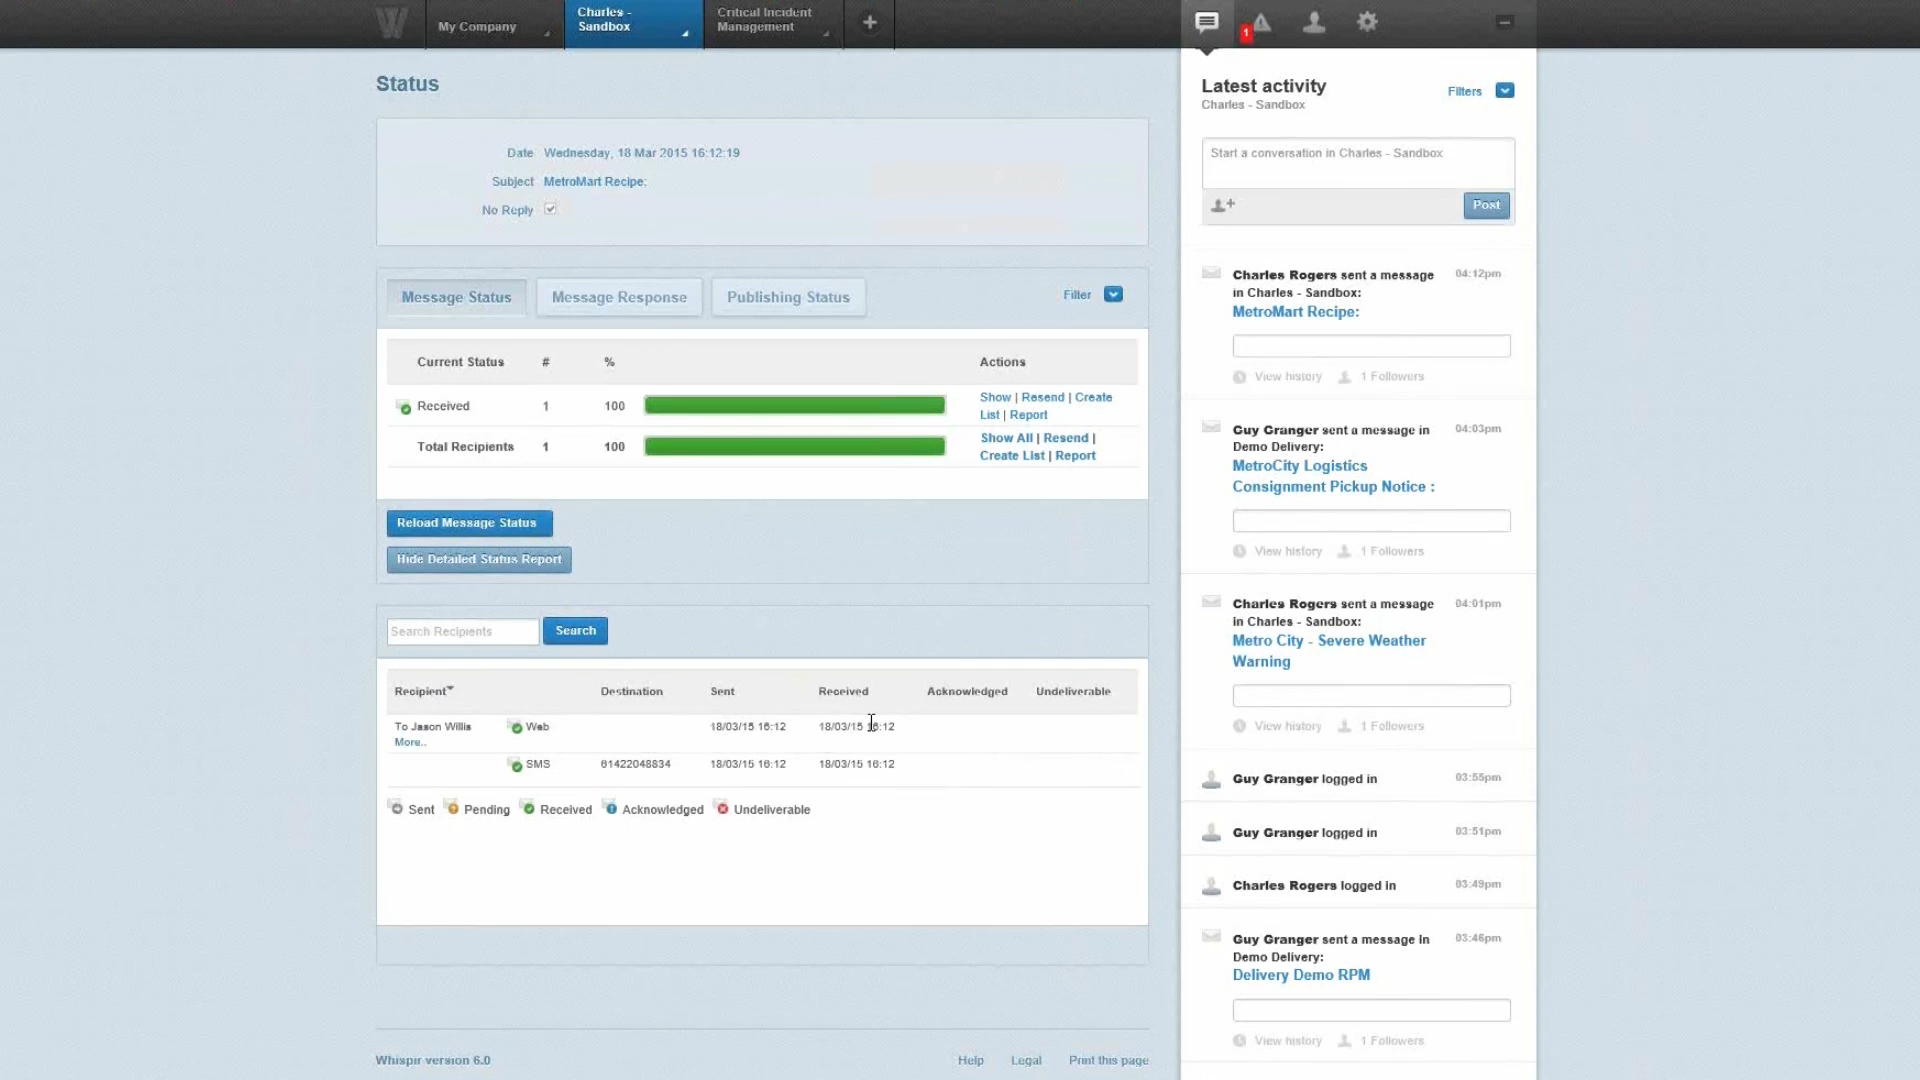 W
My Company
Charles -
Sandbox
Critical Incident
Management
+
1
Status
Date Wednesday, 18 Mar 2015 16:12:19
Subject MetroMart Recipe:
No Reply
Message Status
Message Response
Publishing Status
Filter
Current Status # % Actions
Received 1 100 Show | Resend | Create
List | Report
Total Recipients 1 100 Show All | Resend |
Create List | Report
Reload Message Status
Hide Detailed Status Report
Search Recipients
Search
Recipient Destination Sent Received Acknowledged Undeliverable
To Jason Willis Web 18/03/15 16:12 18/03/15 16:12
More..
SMS 61422048834 18/03/15 16:12 18/03/15 16:12
Sent Pending Received Acknowledged Undeliverable
Whispir version 6.0
Help Legal Print this page
Latest activity
Charles - Sandbox
Filters
Start a conversation in Charles - Sandbox
Post
Charles Rogers sent a message 04:12pm
in Charles - Sandbox:
MetroMart Recipe:
View history 1 Followers
Guy Granger sent a message in 04:03pm
Demo Delivery:
MetroCity Logistics
Consignment Pickup Notice :
View history 1 Followers
Charles Rogers sent a message 04:01pm
in Charles - Sandbox:
Metro City - Severe Weather
Warning
View history 1 Followers
Guy Granger logged in 03:55pm
Guy Granger logged in 03:51pm
Charles Rogers logged in 03:49pm
Guy Granger sent a message in 03:46pm
Demo Delivery:
Delivery Demo RPM
View history 1 Followers